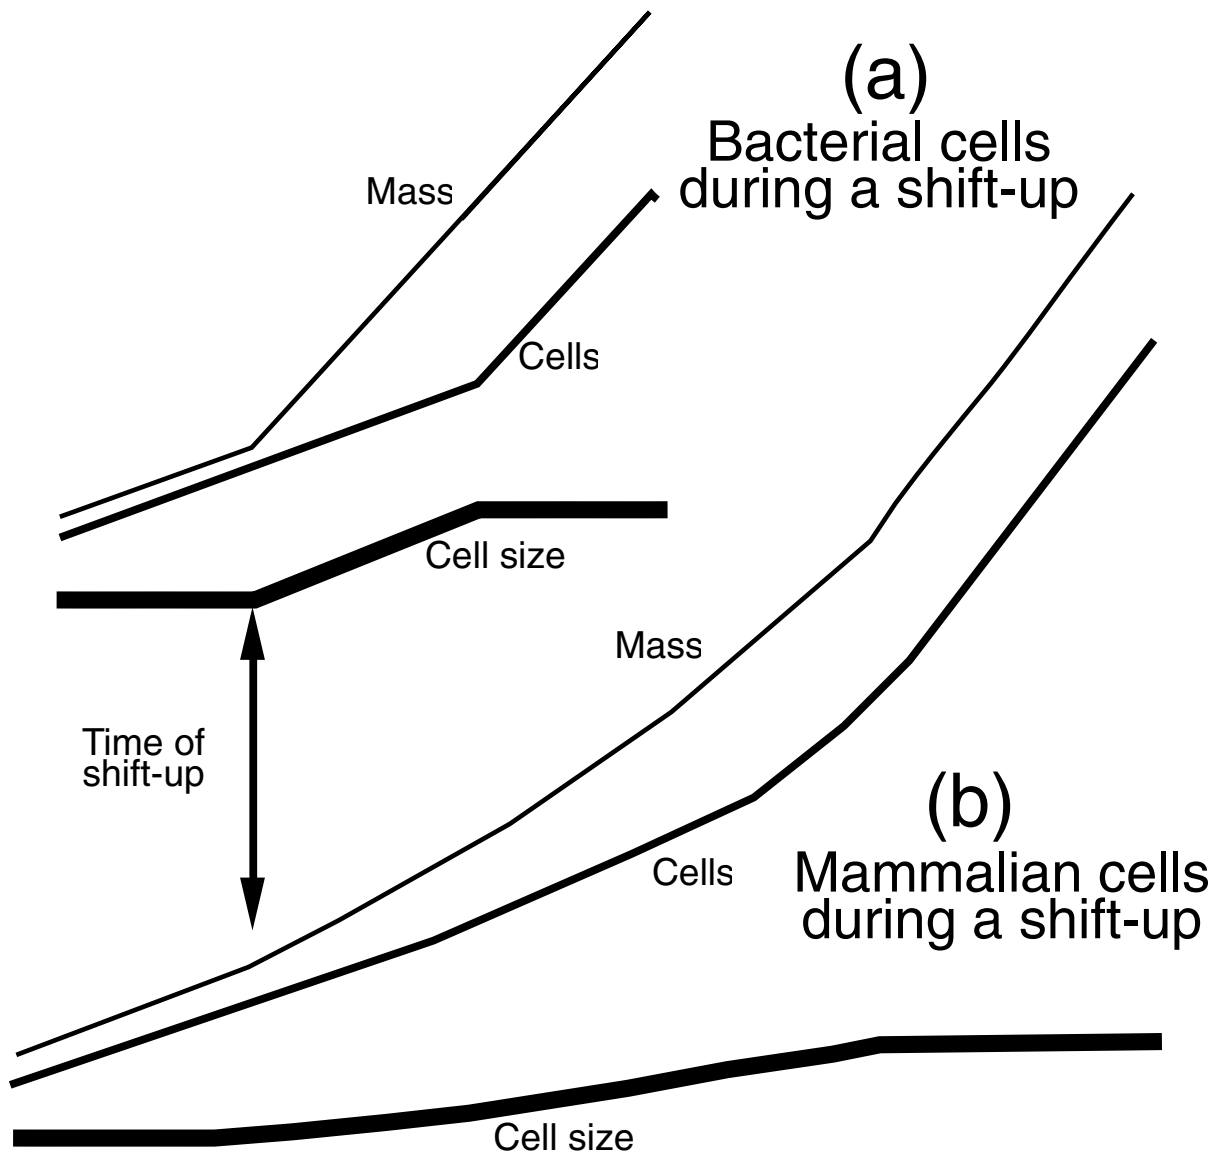 (a)
Bacterial cells
during a shift-up
Mass
Cells
Cell size
Time of
shift-up
Mass
Cells
(b)
Mammalian cells
during a shift-up
Cell size